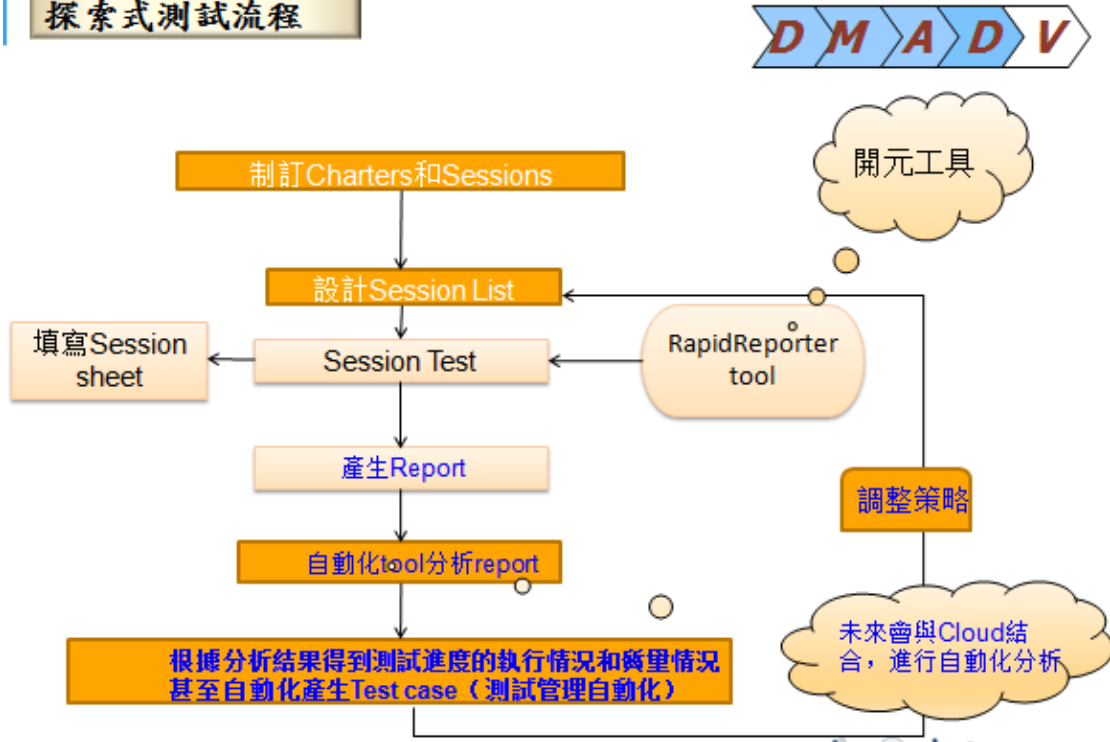 探索式測試流程
D M A D V
開元工具
制訂Charters和Sessions
設計Session List
填寫Session
sheet
Session Test
RapidReporter
tool
產生Report
調整策略
自動化tool分析report
未來會與Cloud結
合，進行自動化分析
根據分析結果得到測試進度的執行情况和質量情况
甚至自動化產生Test case（測試管理自動化）